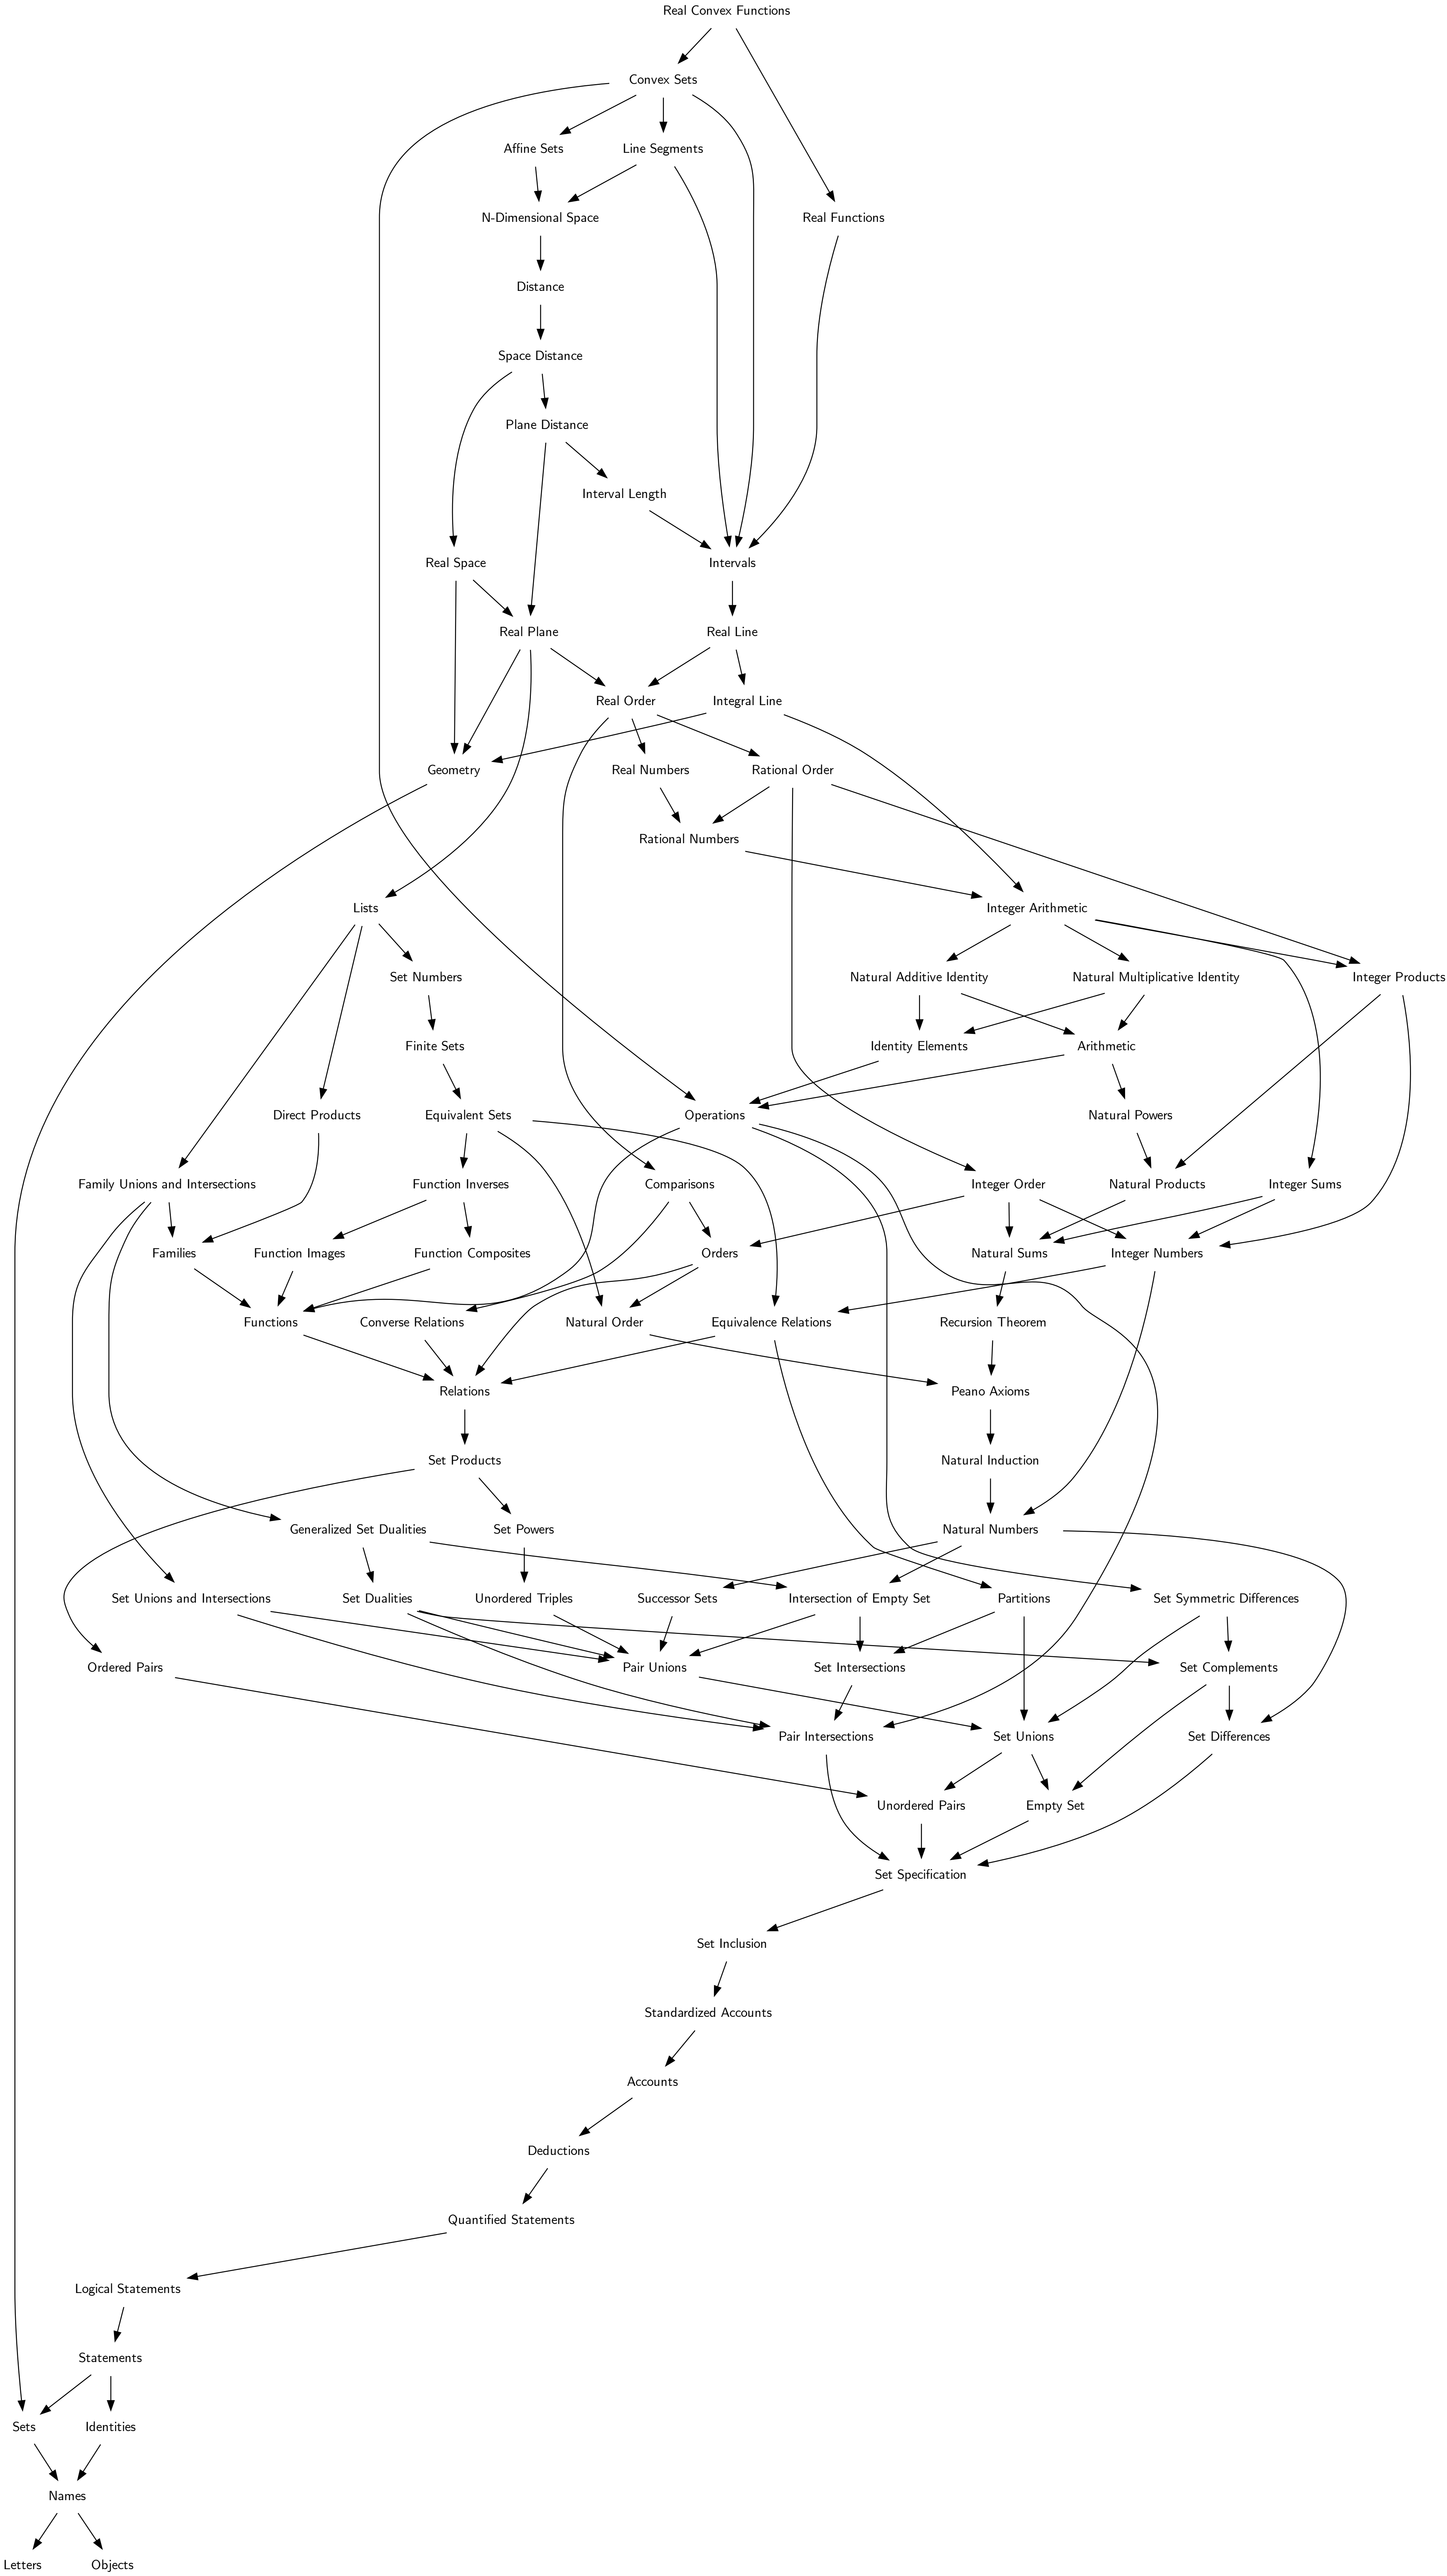 Real Convex Functions
Convex Sets
Affine Sets
Line Segments
N-Dimensional Space
Real Functions
Distance
Space Distance
Plane Distance
Interval Length
Real Space
Intervals
Real Plane
Real Line
Real Order
Integral Line
Geometry
Real Numbers
Rational Order
Rational Numbers
Lists
Integer Arithmetic
Set Numbers
Natural Additive Identity
Natural Multiplicative Identity
Integer Products
Finite Sets
Identity Elements
Arithmetic
Direct Products
Equivalent Sets
Operations
Natural Powers
Family Unions and Intersections
Function Inverses
Comparisons
Integer Order
Natural Products
Integer Sums
Families
Function Images
Function Composites
Orders
Natural Sums
Integer Numbers
Functions
Converse Relations
Natural Order
Equivalence Relations
Recursion Theorem
Relations
Peano Axioms
Set Products
Natural Induction
Generalized Set Dualities
Set Powers
Natural Numbers
Set Unions and Intersections
Set Dualities
Unordered Triples
Successor Sets
Intersection of Empty Set
Partitions
Set Symmetric Differences
Ordered Pairs
Pair Unions
Set Intersections
Set Complements
Pair Intersections
Set Unions
Set Differences
Unordered Pairs
Empty Set
Set Specification
Set Inclusion
Standardized Accounts
Accounts
Deductions
Quantified Statements
Logical Statements
Statements
Sets
Identities
Names
Letters
Objects